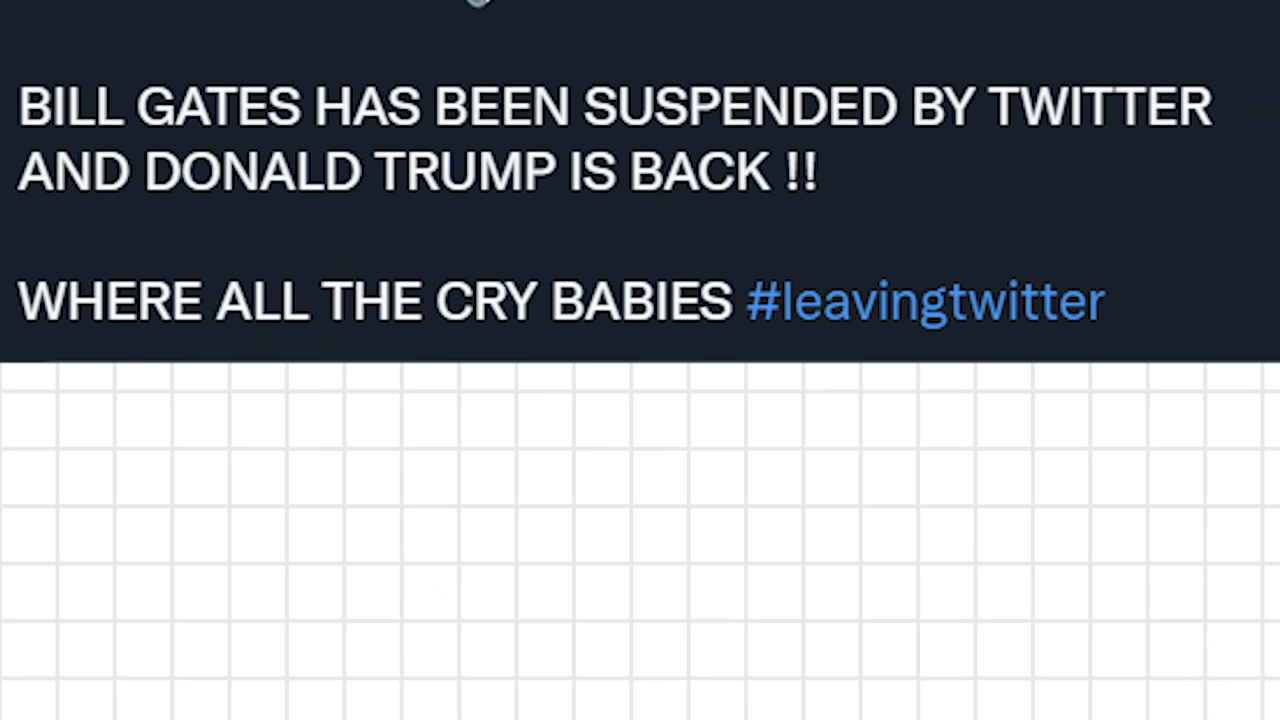 BILL GATES HAS BEEN SUSPENDED BY TWITTER
AND DONALD TRUMP IS BACK !!
WHERE ALL THE CRY BABIES #leavingtwitter